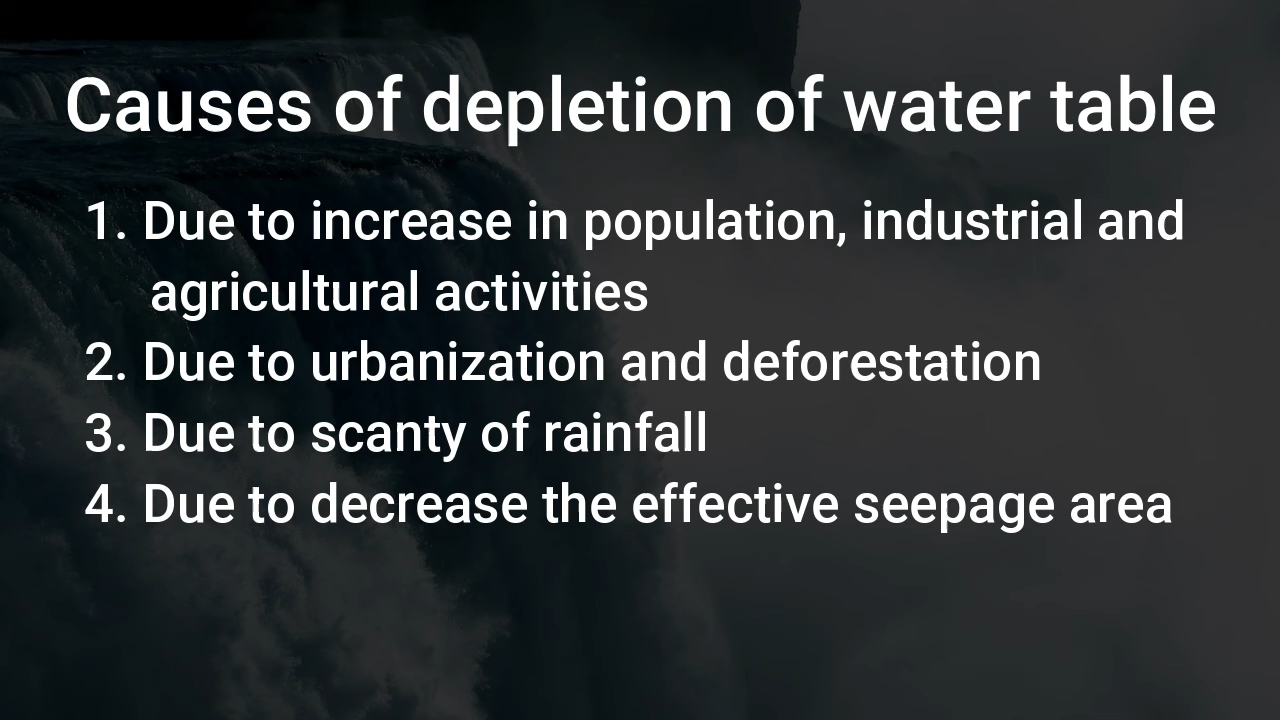 Causes of depletion of water table
1. Due to increase in population, industrial and
agricultural activities
2. Due to urbanization and deforestation
3. Due to scanty of rainfall
4. Due to decrease the effective seepage area